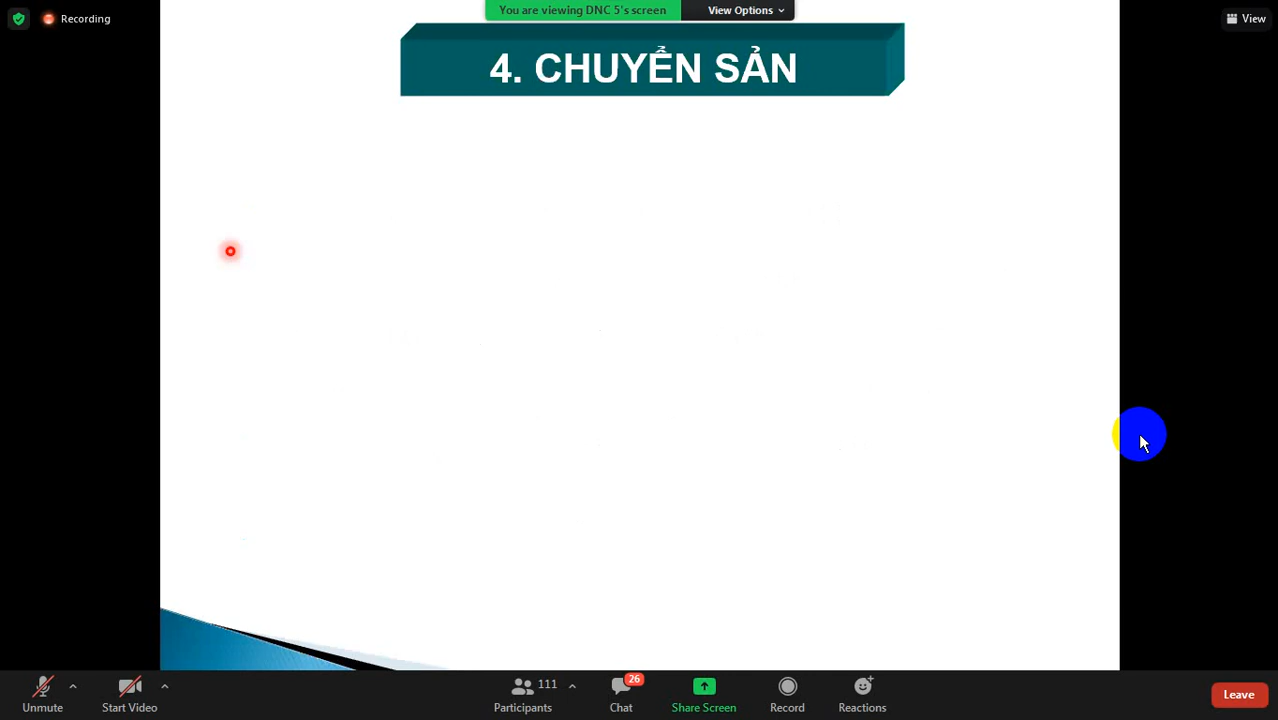 You are viewing DNC 5's screen
View Options
Recording
View
4. CHUYỂN SẢN
Unmute
Start Video
111
Participants
26
Chat
Share Screen
Record
Reactions
Leave